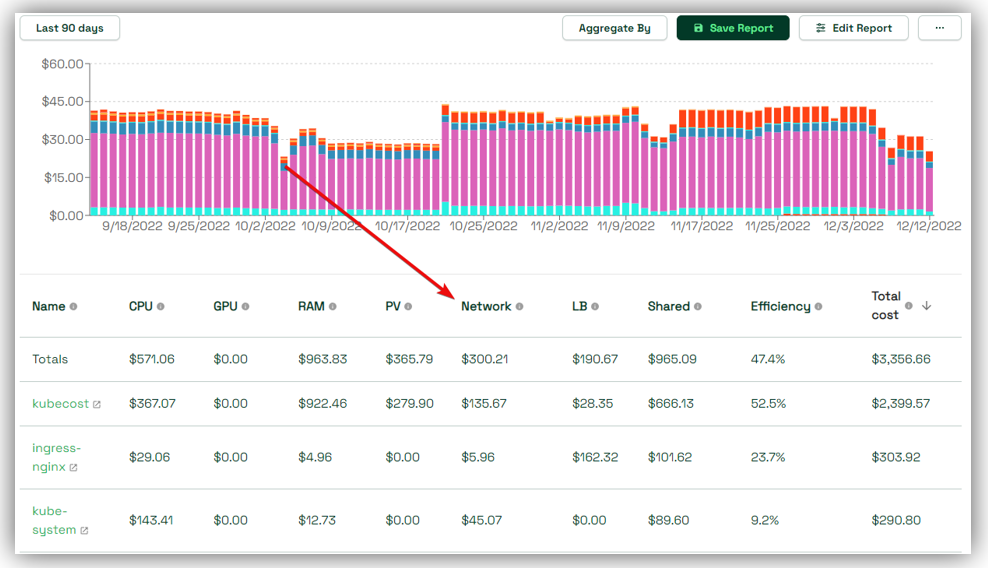 Last 90 days
Aggregate By
Save Report
Edit Report
...
$60.00
$45.00
$30.00
$15.00
$0.00
9/18/2022 9/25/2022 10/2/2022 10/9/2022 10/17/2022 10/25/2022 11/2/2022 11/9/2022 11/17/2022 11/25/2022 12/3/2022 12/12/2022
Name CPU GPU RAM PV Network LB Shared Efficiency Total cost
Totals $571.06 $0.00 $963.83 $365.79 $300.21 $190.67 $965.09 47.4% $3,356.66
kubecost $367.07 $0.00 $922.46 $279.90 $135.67 $28.35 $666.13 52.5% $2,399.57
ingress-
nginx $29.06 $0.00 $4.96 $0.00 $5.96 $162.32 $101.62 23.7% $303.92
kube-
system $143.41 $0.00 $12.73 $0.00 $45.07 $0.00 $89.60 9.2% $290.80